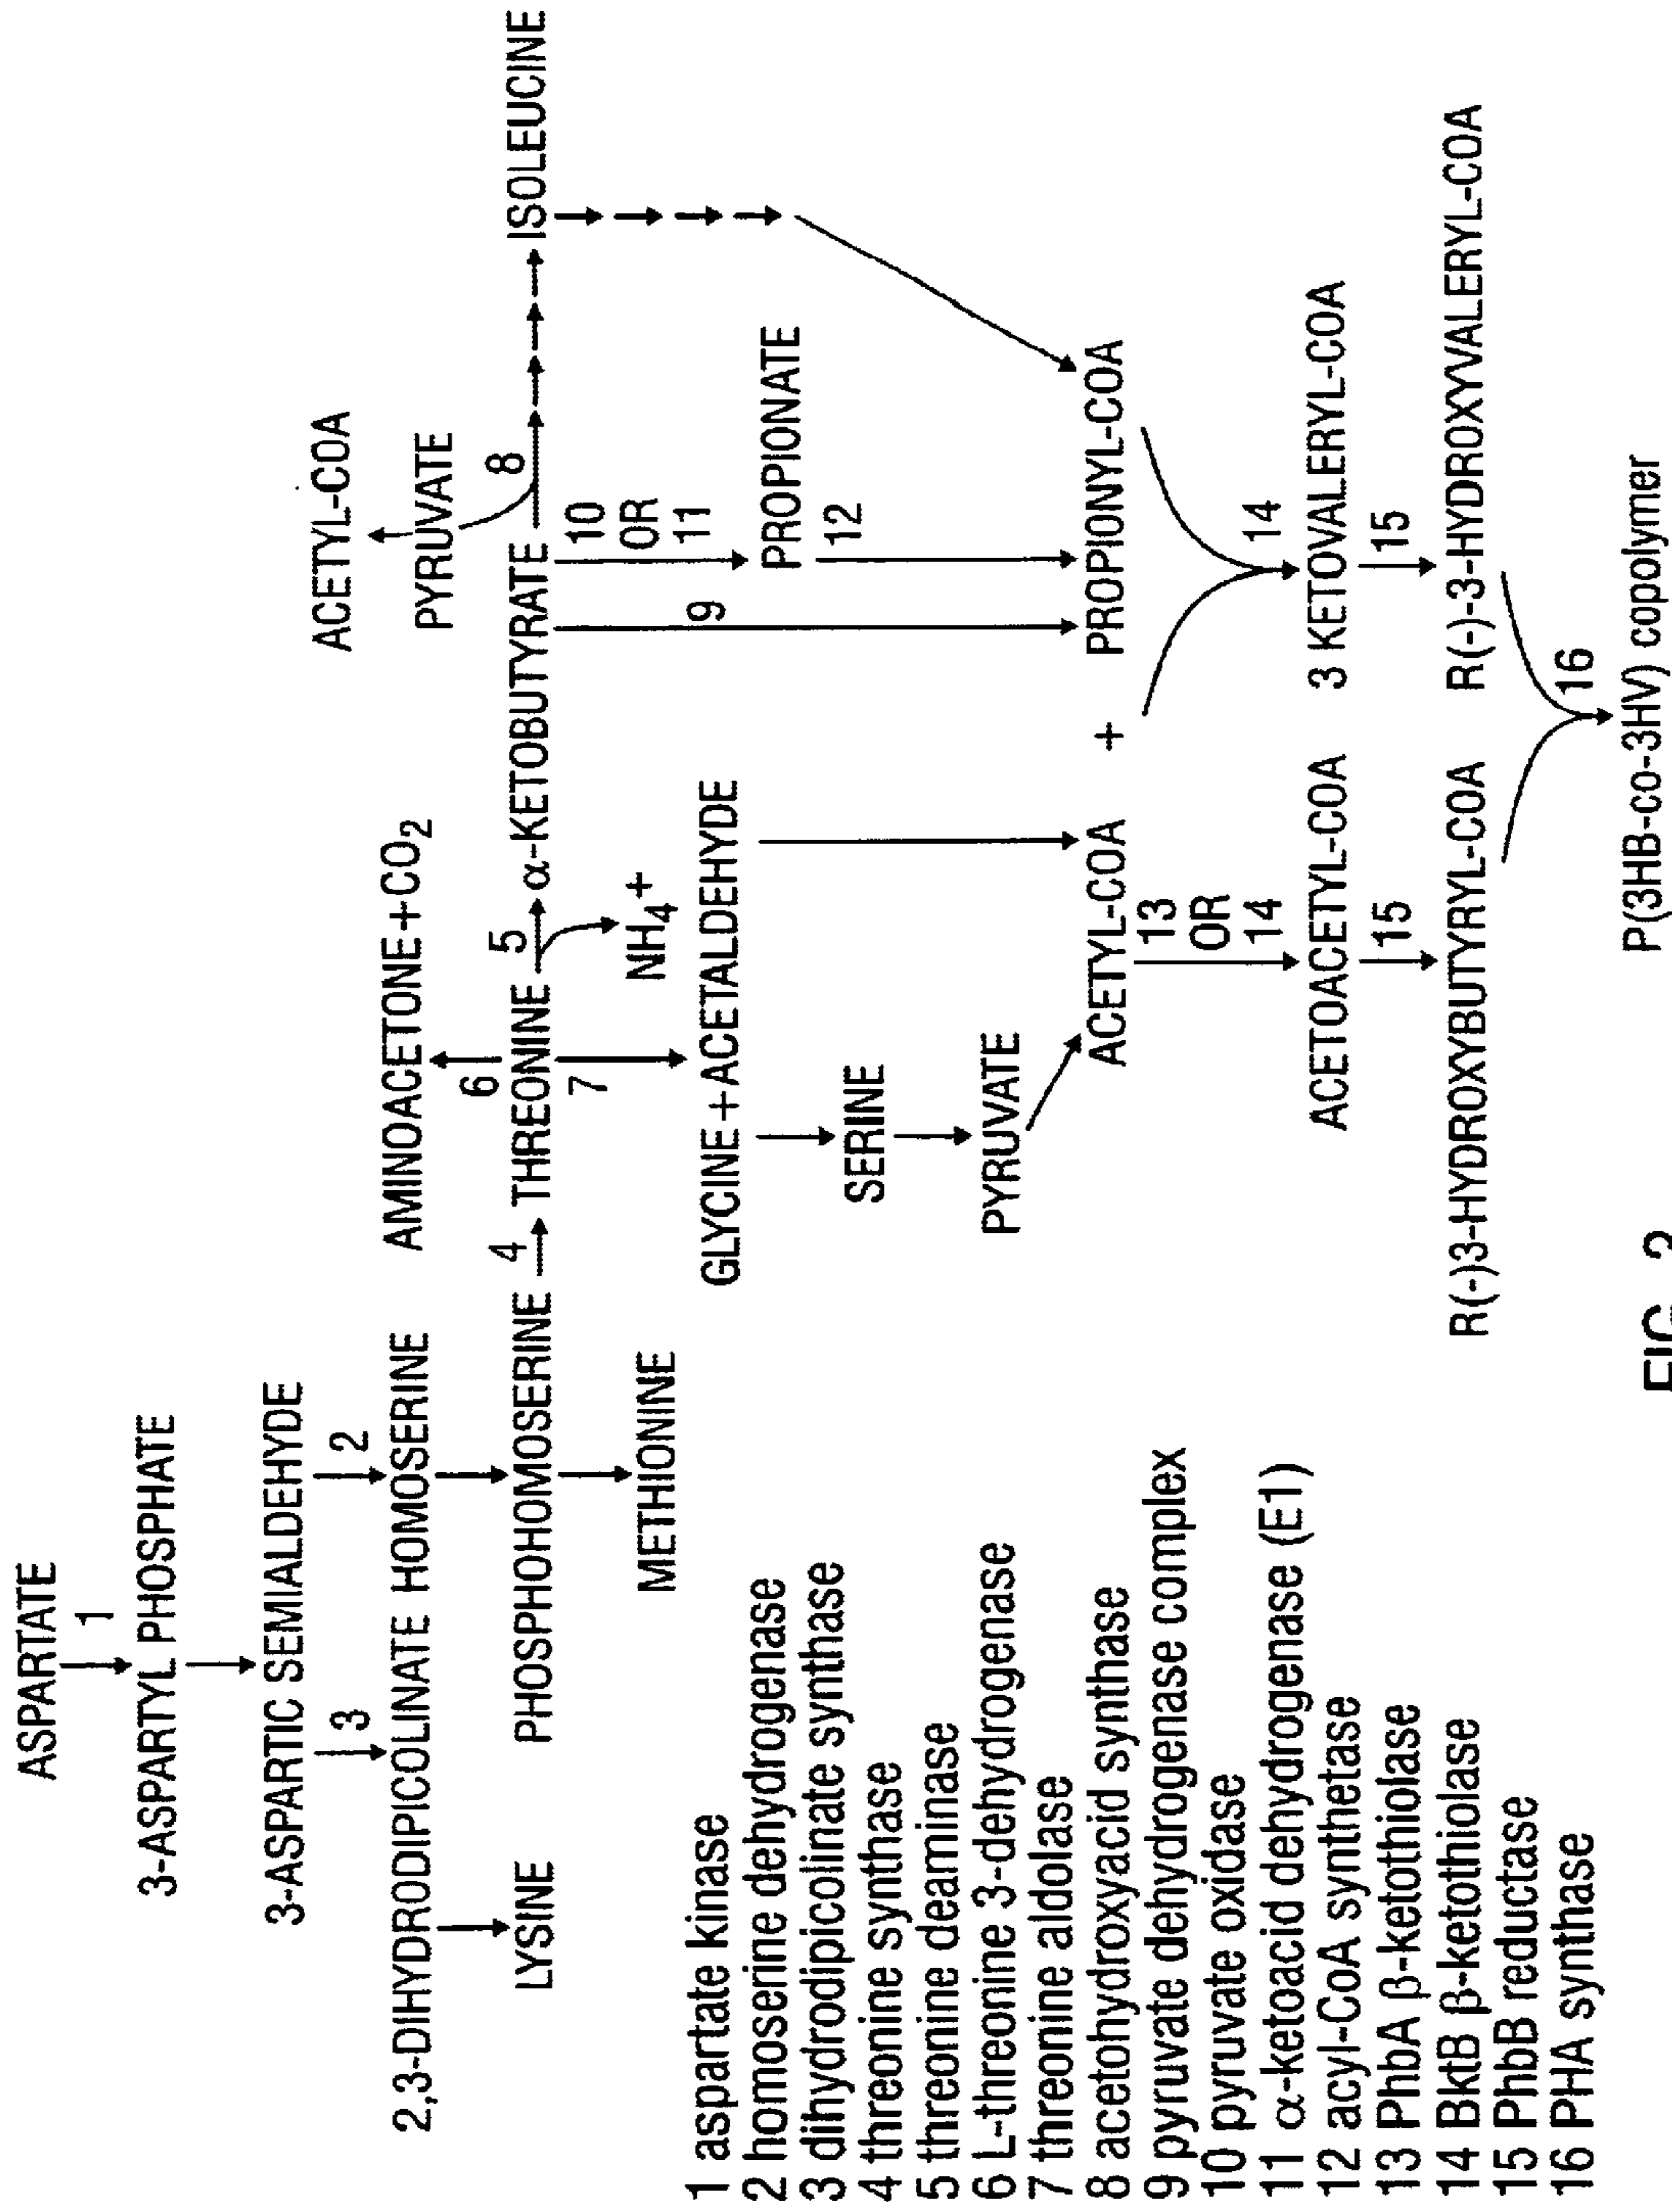 ASPARTATE
1
3-ASPARTYL PHOSPHATE
3-ASPARTIC SEMIALDEHYDE
3
2
2,3-DIHYDRODIPICOLINATE HOMOSERINE
LYSINE
PHOSPHOHOMOSERINE
METHIONINE
4
THREONINE
6
AMINOACETONE+CO₂
7
5
NH₄+
α-KETOBUTYRATE
ACETYL-COA
PYRUVATE
8
ISOLEUCINE
GLYCINE+ACETALDEHYDE
SERINE
PYRUVATE
9
10
OR
11
PROPIONATE
12
ACETYL-COA + PROPIONYL-COA
13
OR
14
14
ACETOACETYL-COA
3 KETOVALERYL-COA
15
15
R(-)3-HYDROXYBUTYRYL-COA
R(-)-3-HYDROXYVALERYL-COA
16
P(3HB-co-3HV) copolymer
1 aspartate kinase
2 homoserine dehydrogenase
3 dihydrodipicolinate synthase
4 threonine synthase
5 threonine deaminase
6 L-threonine 3-dehydrogenase
7 threonine aldolase
8 acetohydroxyacid synthase
9 pyruvate dehydrogenase complex
10 pyruvate oxidase
11 α-ketoacid dehydrogenase (E1)
12 acyl-CoA synthetase
13 PhbA β-ketothiolase
14 BktB β-ketothiolase
15 PhbB reductase
16 PHA synthase